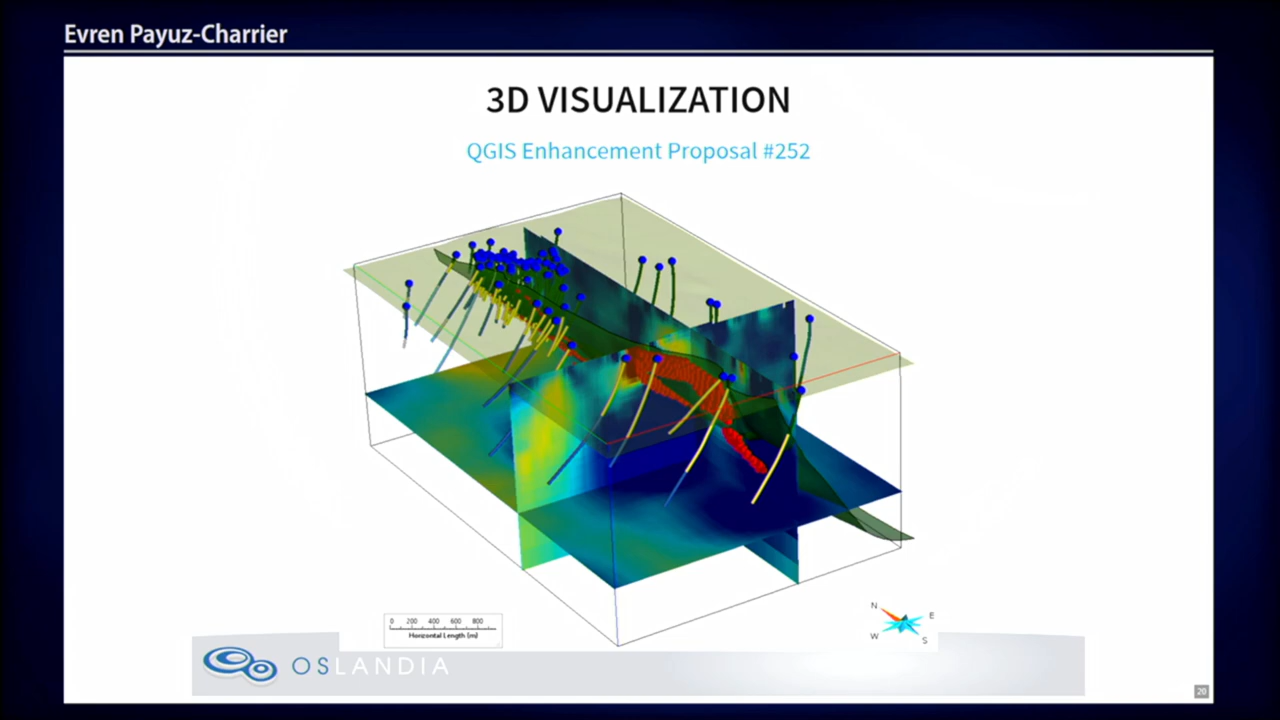 Evren Payuz-Charrier
3D VISUALIZATION
QGIS Enhancement Proposal #252
0 200 400 600 800
Horizontal Length (m)
N
E
W
S
OSLANDIA
20